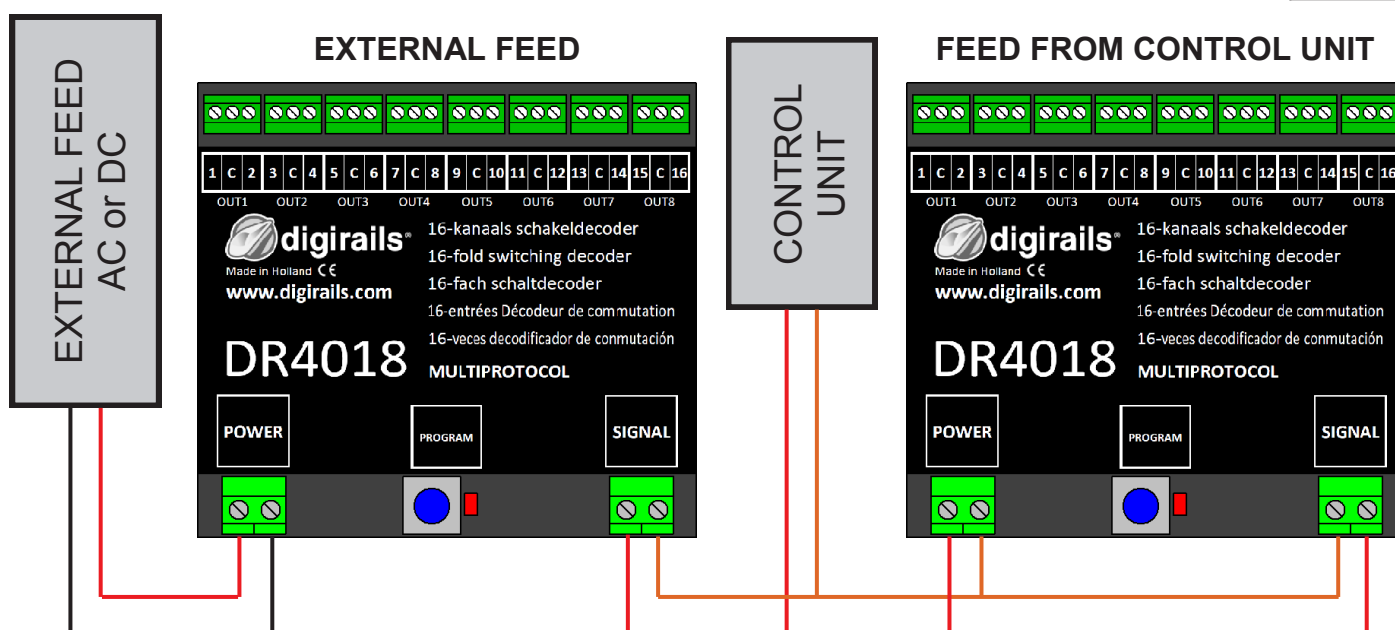 EXTERNAL FEED
AC or DC
EXTERNAL FEED
1 C 2 3 C 4 5 C 6 7 C 8 9 C 10 11 C 12 13 C 14 15 C 16
OUT1 OUT2 OUT3 OUT4 OUT5 OUT6 OUT7 OUT8
digirails®
Made in Holland CE
www.digirails.com
16-kanaals schakeldecoder
16-fold switching decoder
16-fach schaltdecoder
16-entrées Décodeur de commutation
16-veces decodificador de conmutación
DR4018
MULTIPROTOCOL
POWER
PROGRAM
SIGNAL
CONTROL
UNIT
FEED FROM CONTROL UNIT
1 C 2 3 C 4 5 C 6 7 C 8 9 C 10 11 C 12 13 C 14 15 C 16
OUT1 OUT2 OUT3 OUT4 OUT5 OUT6 OUT7 OUT8
digirails®
Made in Holland CE
www.digirails.com
16-kanaals schakeldecoder
16-fold switching decoder
16-fach schaltdecoder
16-entrées Décodeur de commutation
16-veces decodificador de conmutación
DR4018
MULTIPROTOCOL
POWER
PROGRAM
SIGNAL